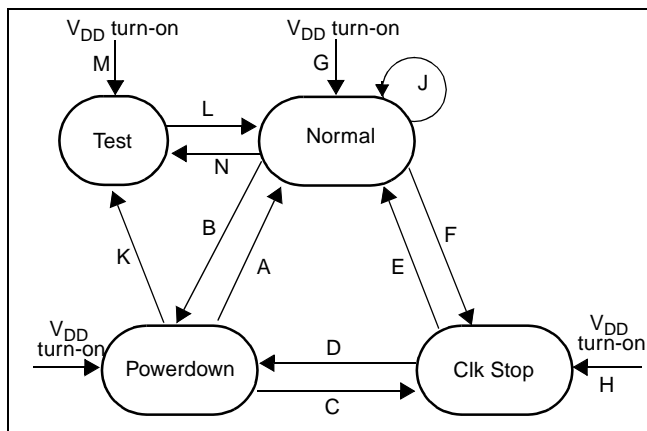 V_DD turn-on
V_DD turn-on
M
G
J
L
Test
Normal
N
B
F
K
A
E
V_DD
turn-on
V_DD
turn-on
D
Powerdown
Clk Stop
C
H